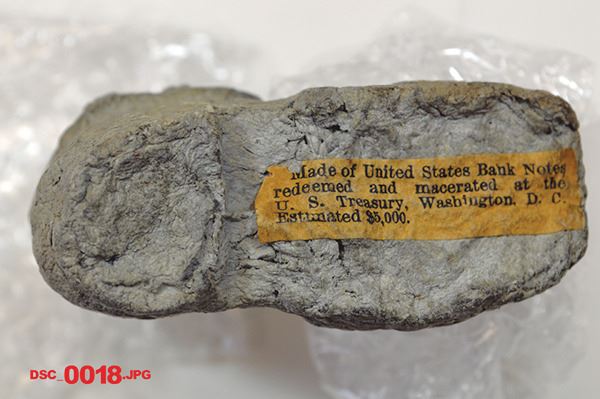 Made of United States Bank Notes
redeemed and macerated at the
U. S. Treasury, Washington, D. C.
Estimated $5,000.
DSC_0018.JPG